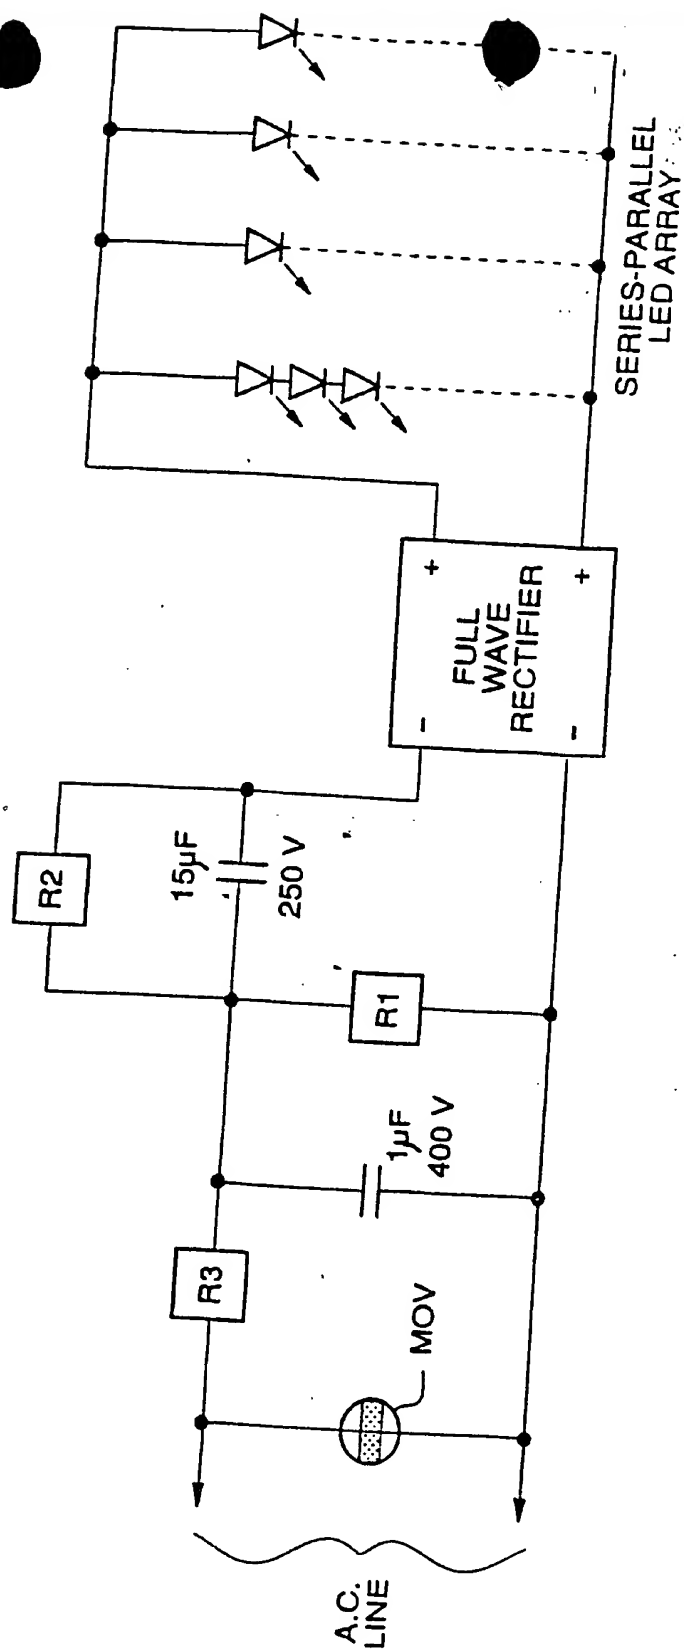 A.C.
LINE
MOV
R3
1µF
400 V
R1
R2
15µF
250 V
- +
FULL
WAVE
RECTIFIER
- +
SERIES-PARALLEL
LED ARRAY